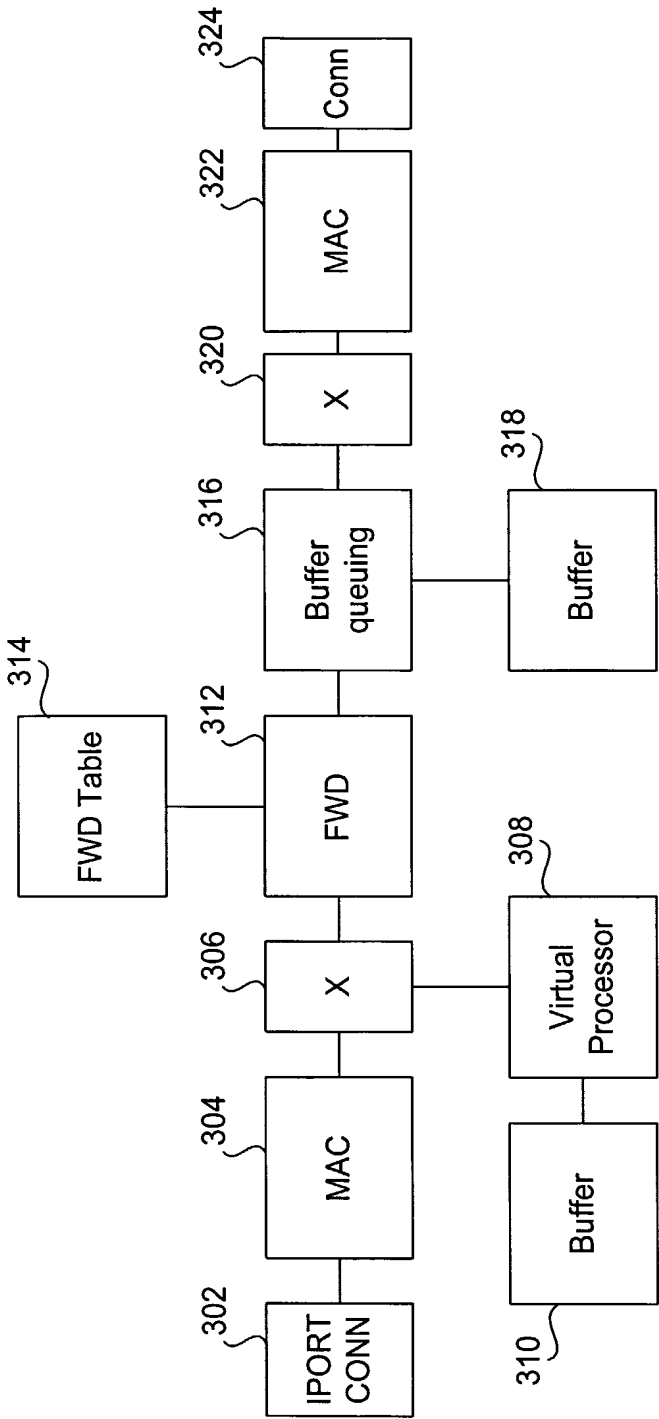 314
FWD Table
302
IPORT
CONN
304
MAC
306
X
312
FWD
316
Buffer
queuing
320
X
322
MAC
324
Conn
310
Buffer
308
Virtual
Processor
318
Buffer